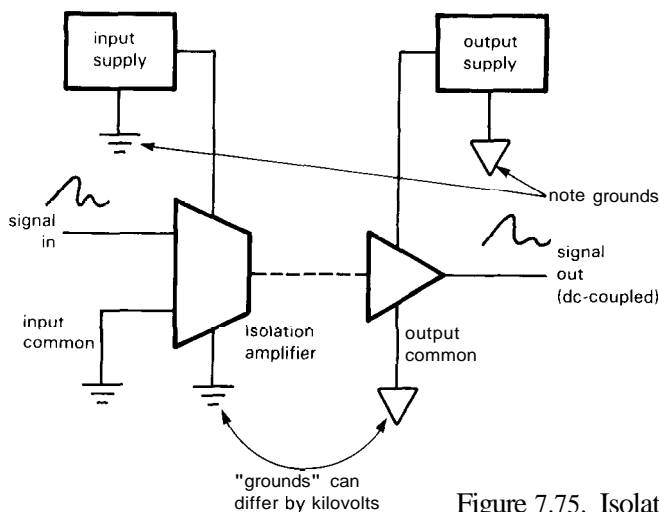 input
supply
output
supply
note grounds
signal
in
signal
out
(dc-coupled)
input
common
isolation
amplifier
output
common
"grounds" can
differ by kilovolts
Figure 7.75. Isolat